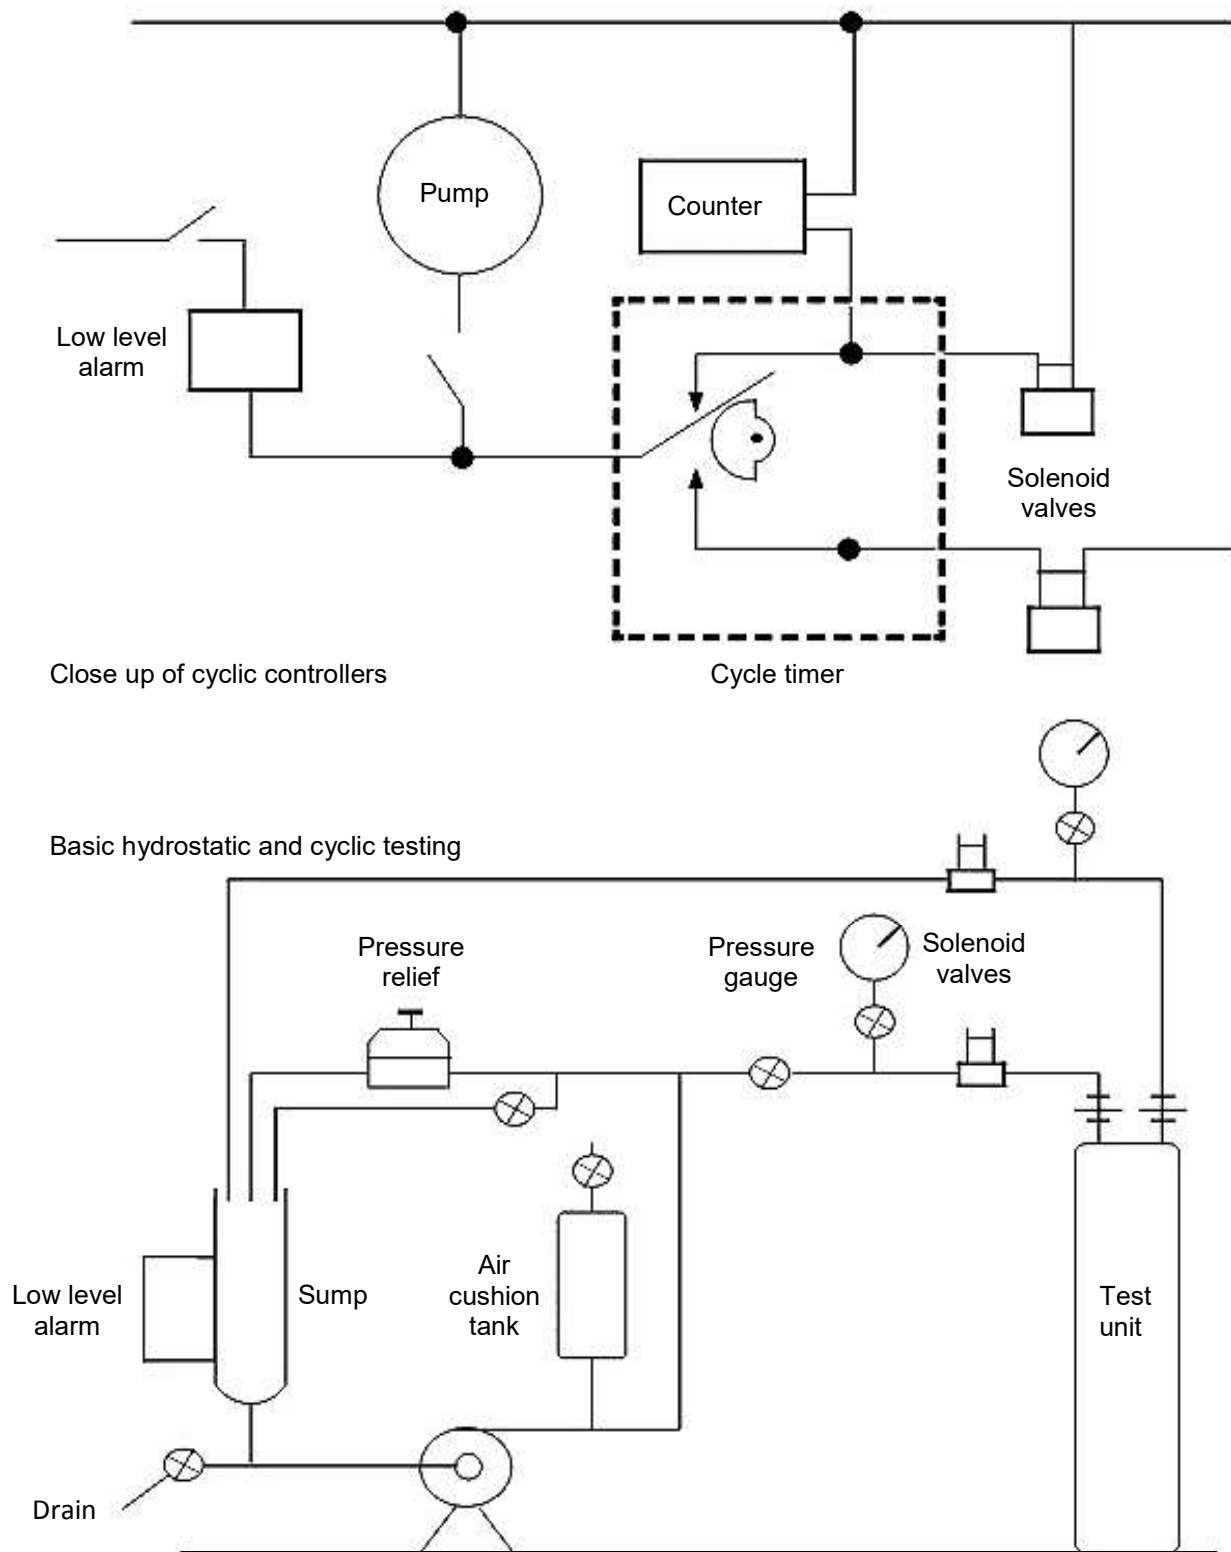 Pump
Counter
Low level
alarm
Solenoid
valves
Close up of cyclic controllers
Cycle timer
Basic hydrostatic and cyclic testing
Pressure
relief
Pressure
gauge
Solenoid
valves
Low level
alarm
Sump
Air
cushion
tank
Test
unit
Drain